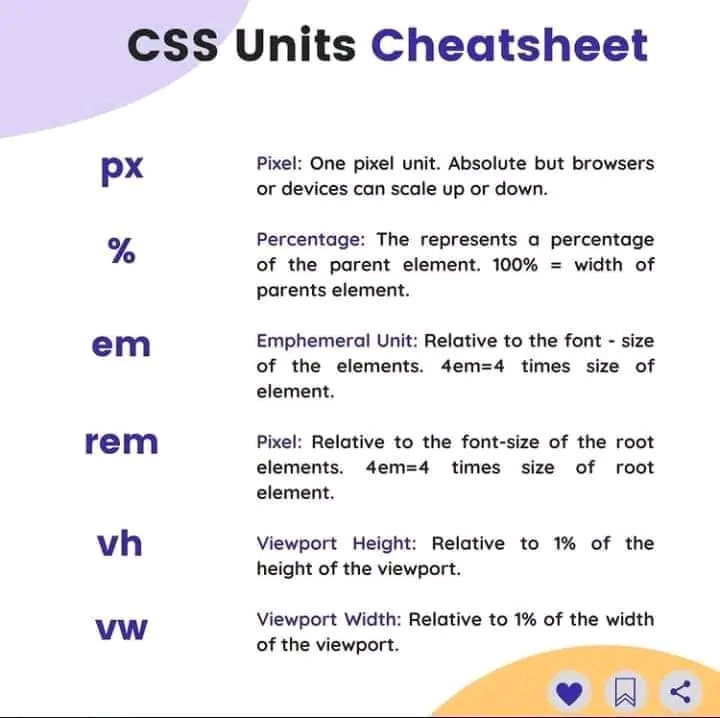 CSS Units Cheatsheet
px
Pixel: One pixel unit. Absolute but browsers
or devices can scale up or down.
%
Percentage: The represents a percentage
of the parent element. 100% = width of
parents element.
em
Emphemeral Unit: Relative to the font - size
of the elements. 4em=4 times size of
element.
rem
Pixel: Relative to the font-size of the root
elements. 4em=4 times size of root
element.
vh
Viewport Height: Relative to 1% of the
height of the viewport.
vw
Viewport Width: Relative to 1% of the width
of the viewport.